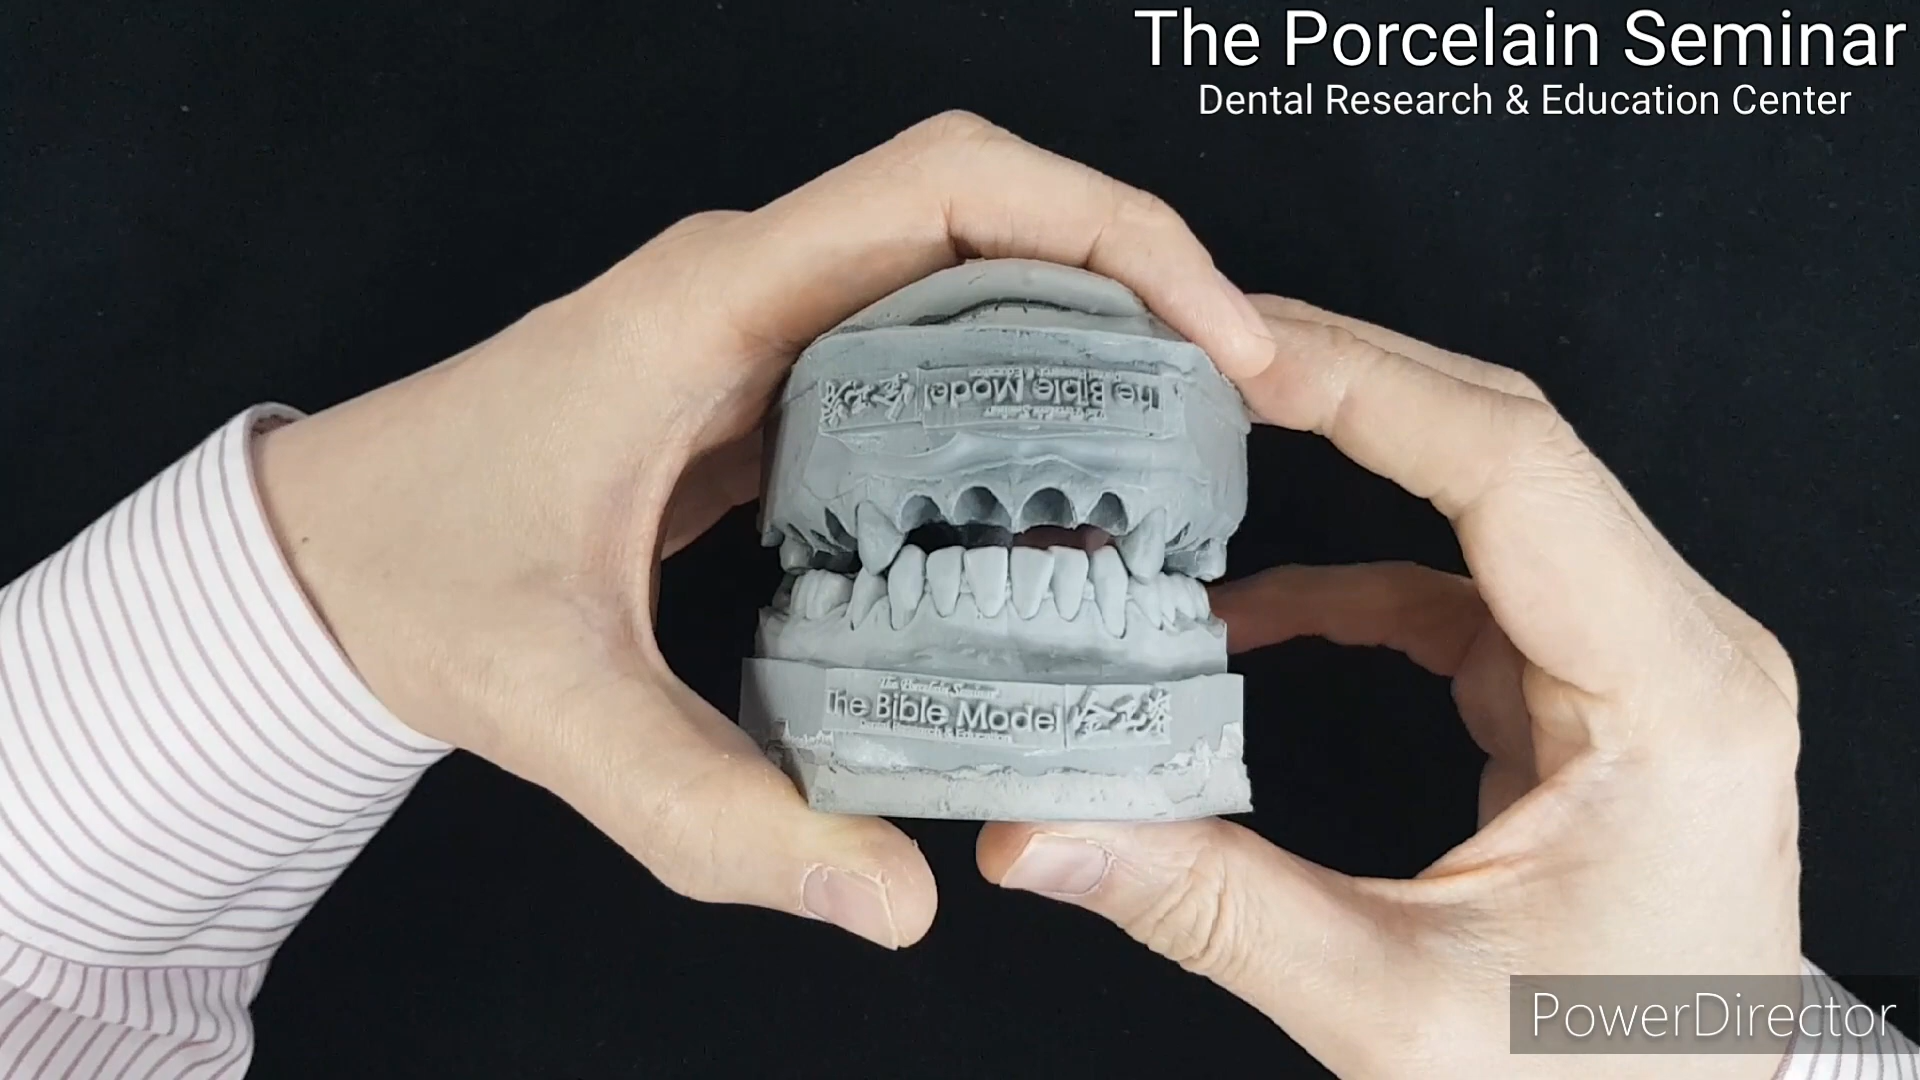 The Porcelain Seminar
Dental Research & Education Center
The Bible Model
The Porcelain Seminar
The Bible Model
Dental Research & Education
PowerDirector